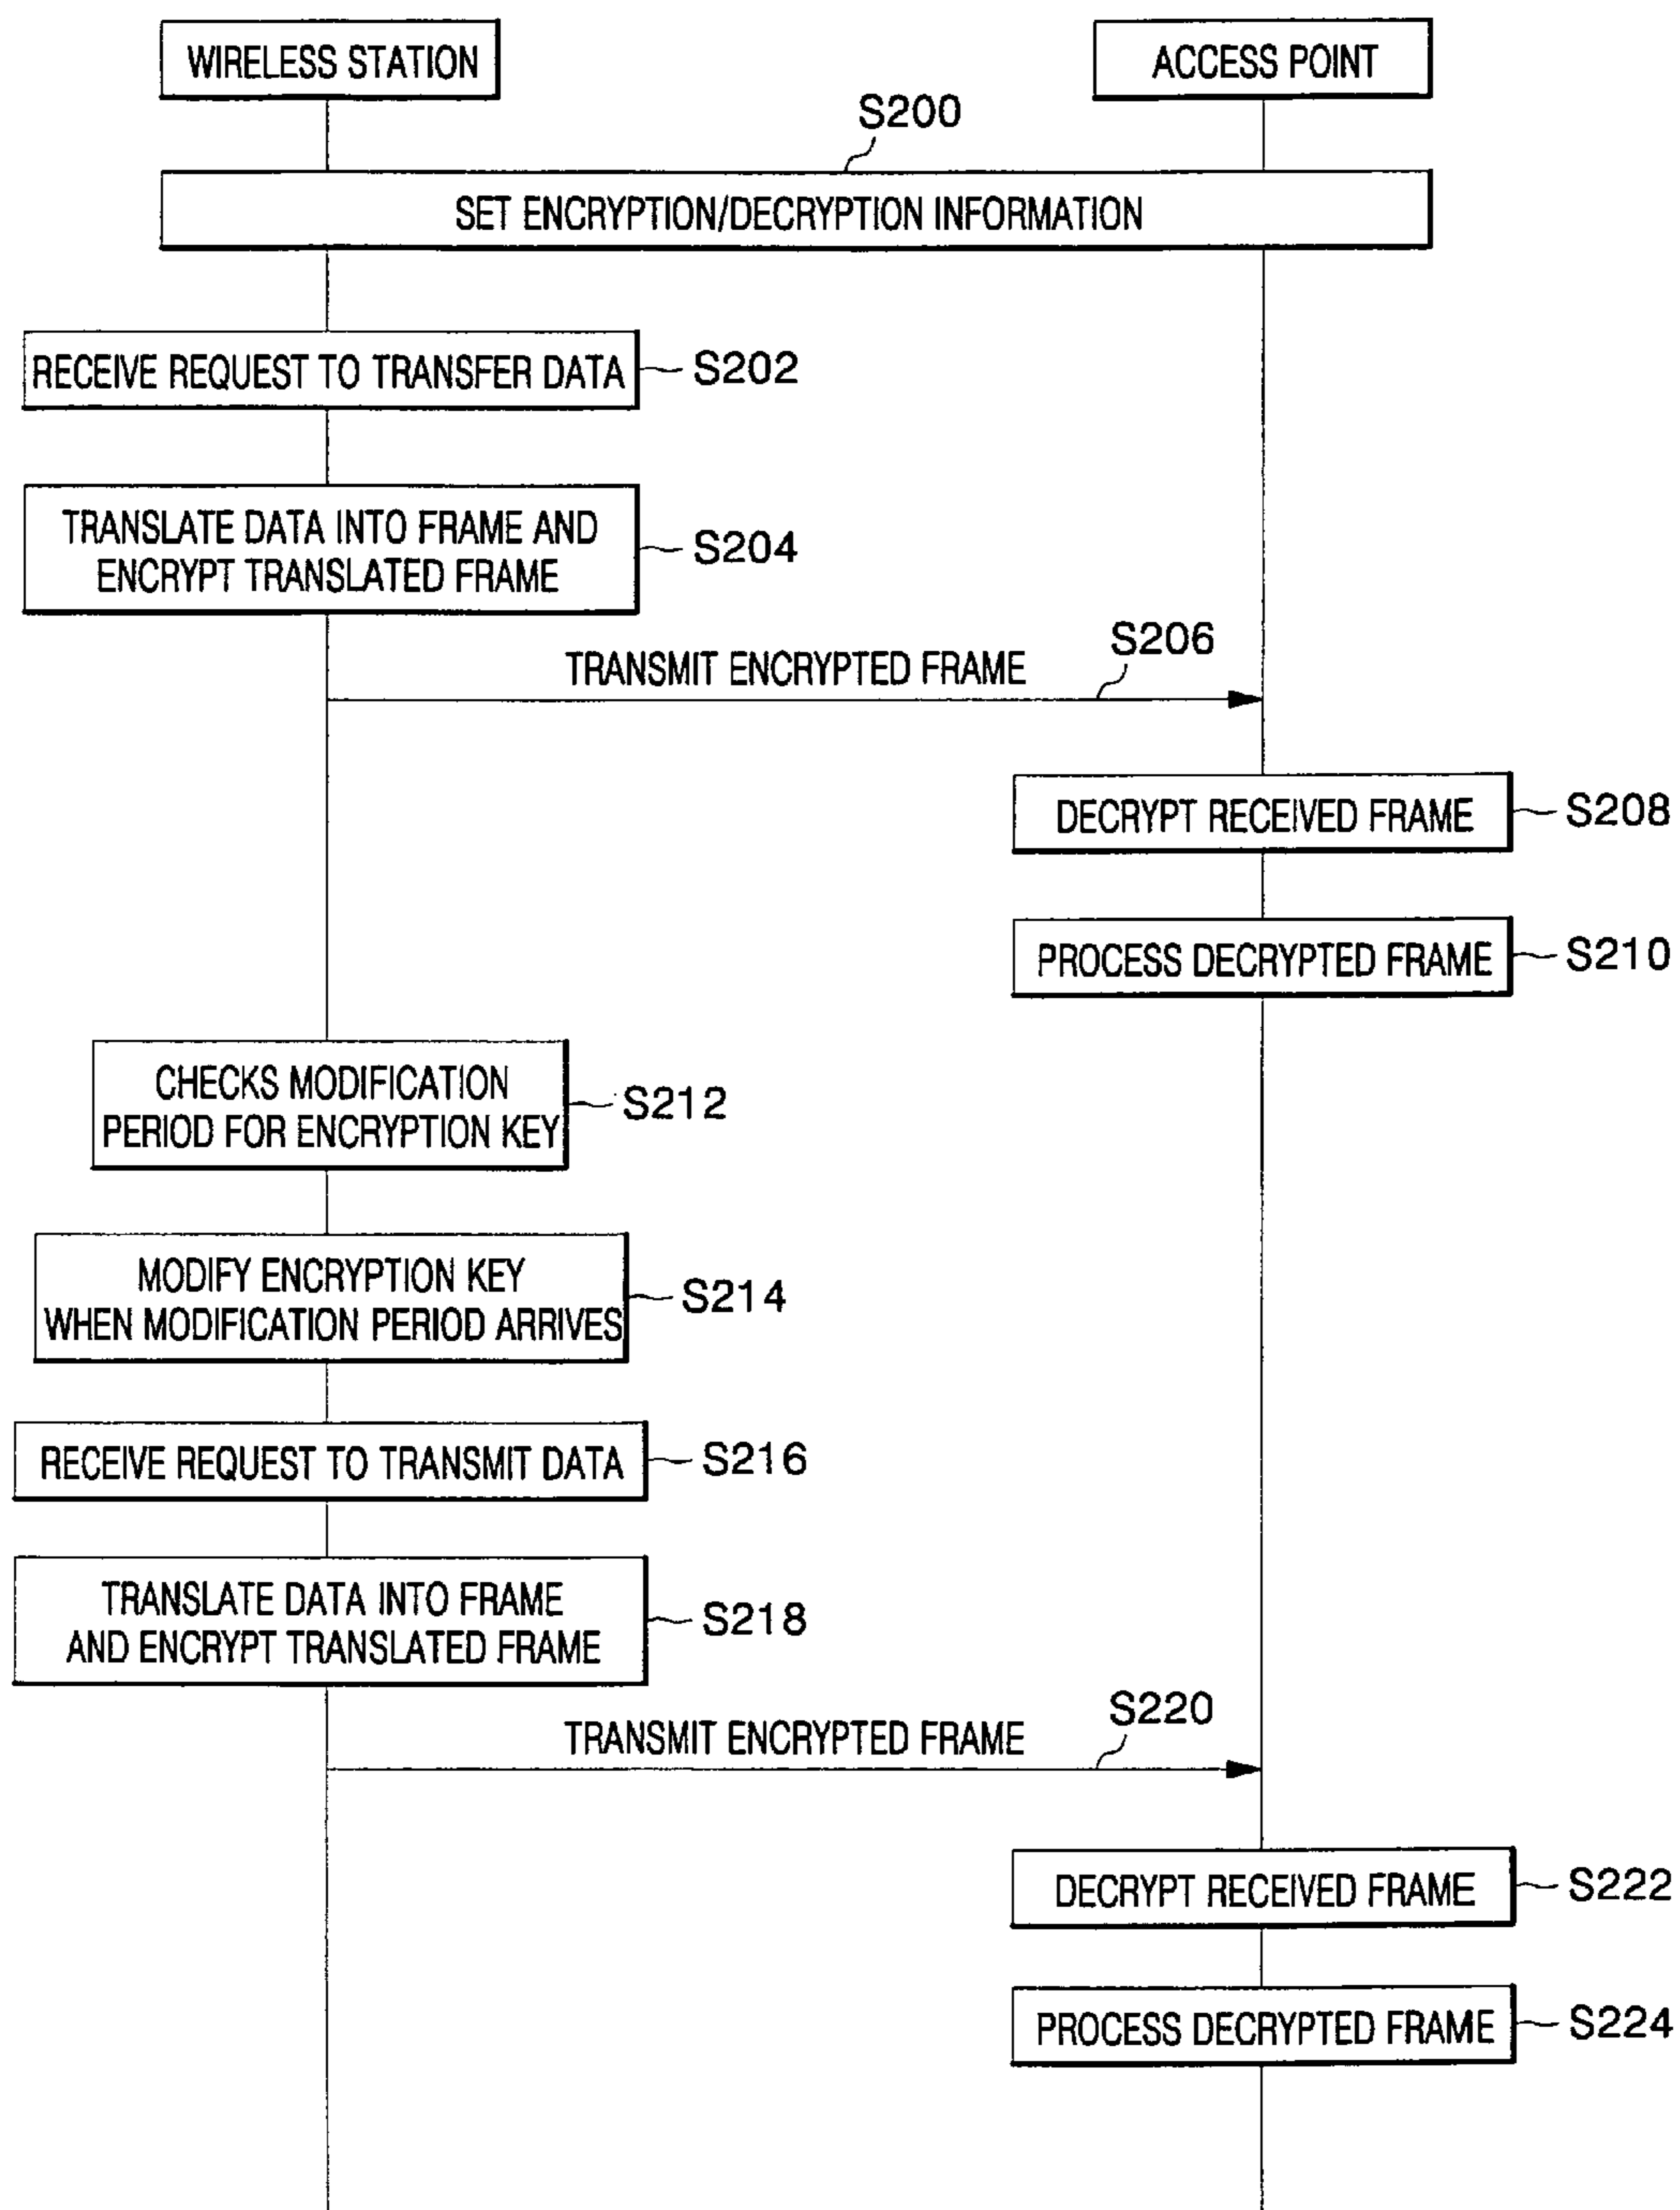 WIRELESS STATION
ACCESS POINT
S200
SET ENCRYPTION/DECRYPTION INFORMATION
RECEIVE REQUEST TO TRANSFER DATA
S202
TRANSLATE DATA INTO FRAME AND
ENCRYPT TRANSLATED FRAME
S204
TRANSMIT ENCRYPTED FRAME
S206
DECRYPT RECEIVED FRAME
S208
PROCESS DECRYPTED FRAME
S210
CHECKS MODIFICATION
PERIOD FOR ENCRYPTION KEY
S212
MODIFY ENCRYPTION KEY
WHEN MODIFICATION PERIOD ARRIVES
S214
RECEIVE REQUEST TO TRANSMIT DATA
S216
TRANSLATE DATA INTO FRAME
AND ENCRYPT TRANSLATED FRAME
S218
TRANSMIT ENCRYPTED FRAME
S220
DECRYPT RECEIVED FRAME
S222
PROCESS DECRYPTED FRAME
S224